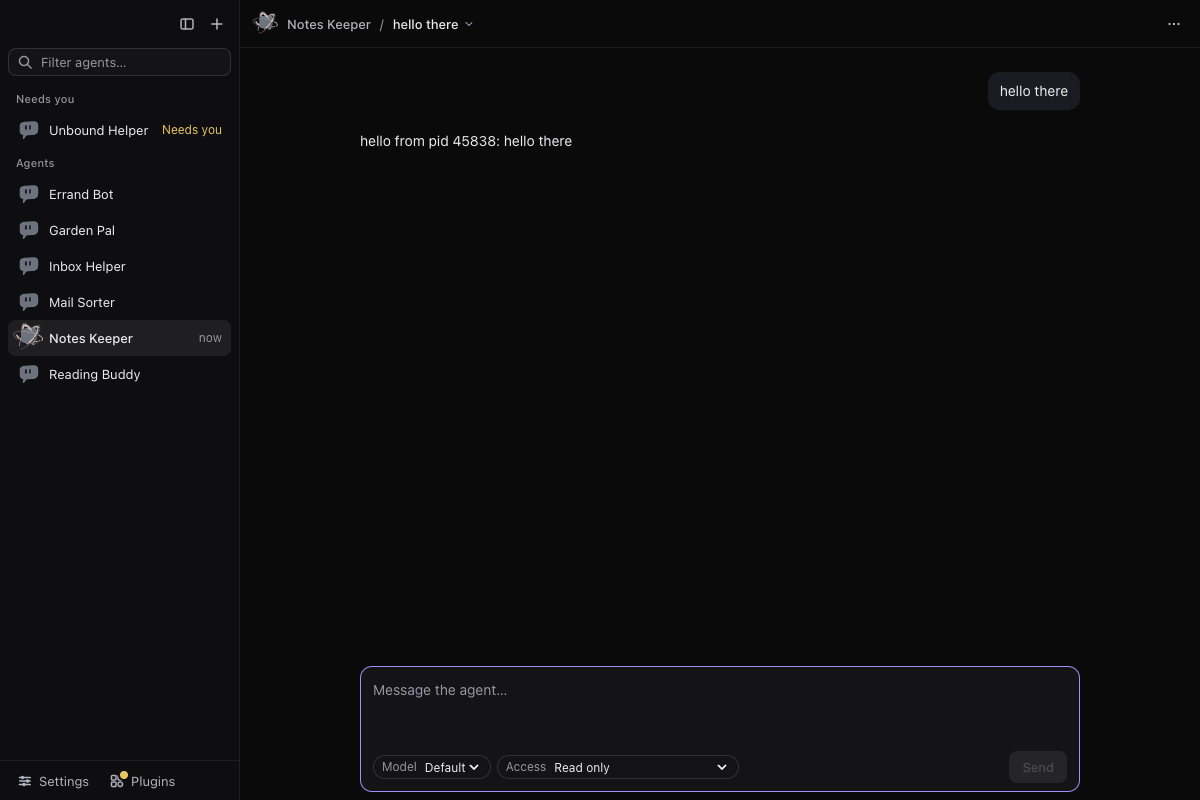 Notes Keeper / hello there
Filter agents...
Needs you
Unbound Helper Needs you
Agents
Errand Bot
Garden Pal
Inbox Helper
Mail Sorter
Notes Keeper now
Reading Buddy
Settings Plugins
hello there
hello from pid 45838: hello there
Message the agent...
Model Default Access Read only Send